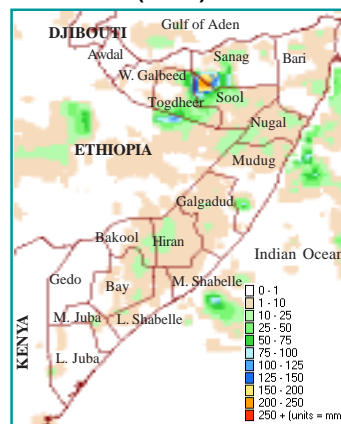 Gulf of Aden
DJIBOUTI
Awdal
Sanag
Bari
W. Galbeed
Togdheer
Sool
Nugal
ETHIOPIA
Mudug
Galgadud
Bakool
Hiran
Indian Ocean
Gedo
Bay
M. Shabelle
M. Juba
L. Shabelle
KENYA
L. Juba
0 - 1
1 - 10
10 - 25
25 - 50
50 - 75
75 - 100
100 - 125
125 - 150
150 - 200
200 - 250
250 + (units = mm